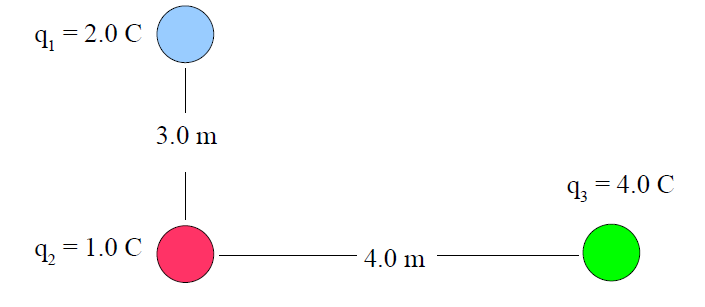 q₁ = 2.0 C
3.0 m
q₃ = 4.0 C
q₂ = 1.0 C
4.0 m